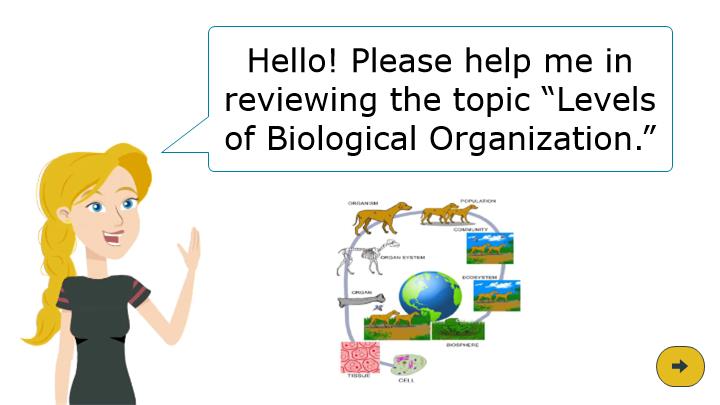 Hello! Please help me in
reviewing the topic “Levels
of Biological Organization.”
ORGANISM
POPULATION
COMMUNITY
ORGAN SYSTEM
ECOSYSTEM
ORGAN
BIOSPHERE
TISSUE
CELL